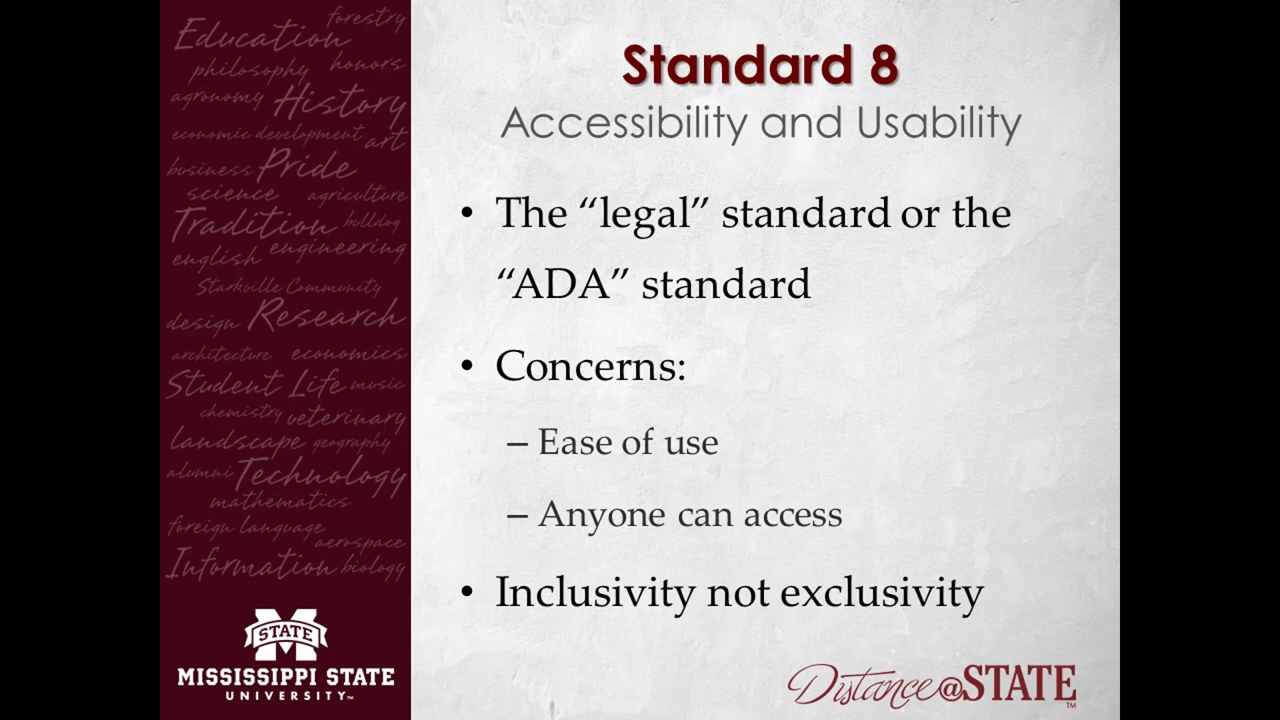 forestry
Education
philosophy honors
agronomy History
economic development art
business Pride
science agriculture
Tradition bulldog
english engineering
Starkville Community
design Research
architecture economics
Student Life music
chemistry veterinary
landscape geography
alumni Technology
mathematics
foreign language
aerospace
Information biology
STATE
MISSISSIPPI STATE
UNIVERSITY™
Standard 8
Accessibility and Usability
• The “legal” standard or the
“ADA” standard
• Concerns:
– Ease of use
– Anyone can access
• Inclusivity not exclusivity
Distance@STATE™